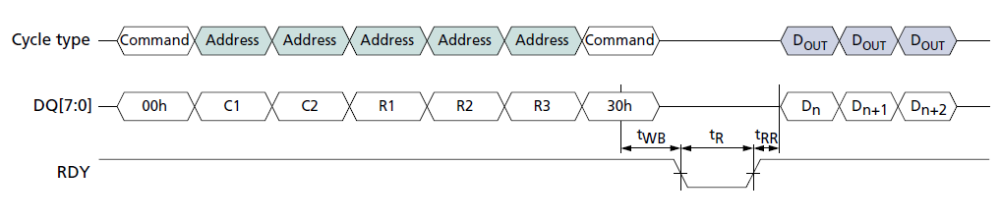 Cycle type Command Address Address Address Address Address Command DOUT DOUT DOUT
DQ[7:0] 00h C1 C2 R1 R2 R3 30h Dn Dn+1 Dn+2
tWB tR tRR
RDY